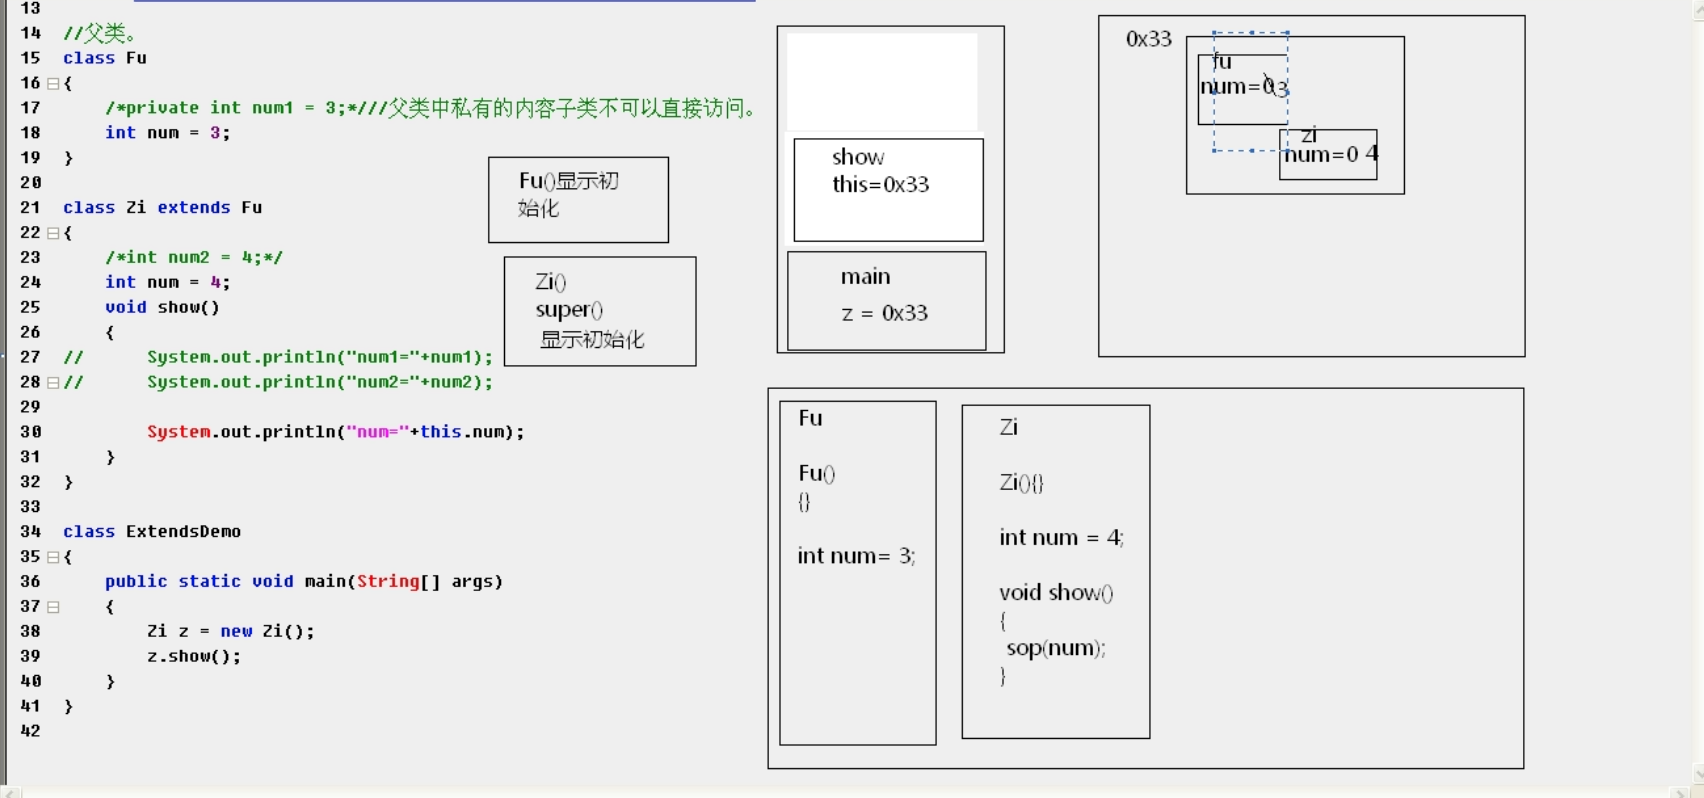 13
14 //父类。
15 class Fu
16 {
17 /*private int num1 = 3;*///父类中私有的内容子类不可以直接访问。
18 int num = 3;
19 }
20
21 class Zi extends Fu
22 {
23 /*int num2 = 4;*/
24 int num = 4;
25 void show()
26 {
27 // System.out.println("num1="+num1);
28 // System.out.println("num2="+num2);
29
30 System.out.println("num="+this.num);
31 }
32 }
33
34 class ExtendsDemo
35 {
36 public static void main(String[] args)
37 {
38 Zi z = new Zi();
39 z.show();
40 }
41 }
42
Fu()显示初
始化
Zi()
super()
显示初始化
show
this=0x33
main
z = 0x33
0x33
fu
num=03
zi
num=0 4
Fu
Fu()
{}
int num= 3;
Zi
Zi(){}
int num = 4;
void show()
{
sop(num);
}